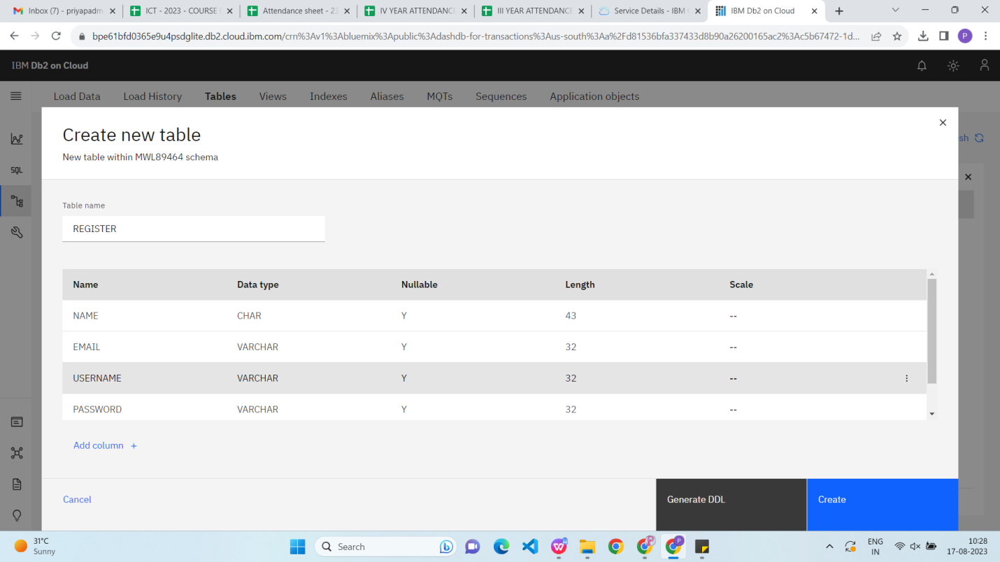 Inbox (7) - priyapadm
ICT - 2023 - COURSE
Attendance sheet - 23
IV YEAR ATTENDANCE
III YEAR ATTENDANCE
Service Details - IBM
IBM Db2 on Cloud
bpe61bfd0365e9u4psdglite.db2.cloud.ibm.com/crn%3Av1%3Abluemix%3Apublic%3Adashdb-for-transactions%3Aus-south%3Aa%2Fd81536bfa337433d8b90a26200165ac2%3Ac5b67472-1d...
P
IBM Db2 on Cloud
Load Data Load History Tables Views Indexes Aliases MQTs Sequences Application objects
SQL
Create new table
New table within MWL89464 schema
sh
Table name
REGISTER
Name Data type Nullable Length Scale
NAME CHAR Y 43 --
EMAIL VARCHAR Y 32 --
USERNAME VARCHAR Y 32 --
PASSWORD VARCHAR Y 32 --
Add column +
Cancel Generate DDL Create
31°C
Sunny
Search
ENG
IN
10:28
17-08-2023